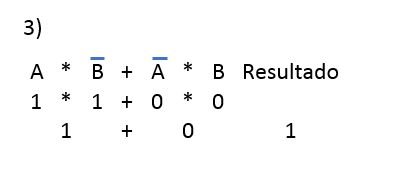 3)
A * B̅ + A̅ * B Resultado
1 * 1 + 0 * 0
1 + 0 1